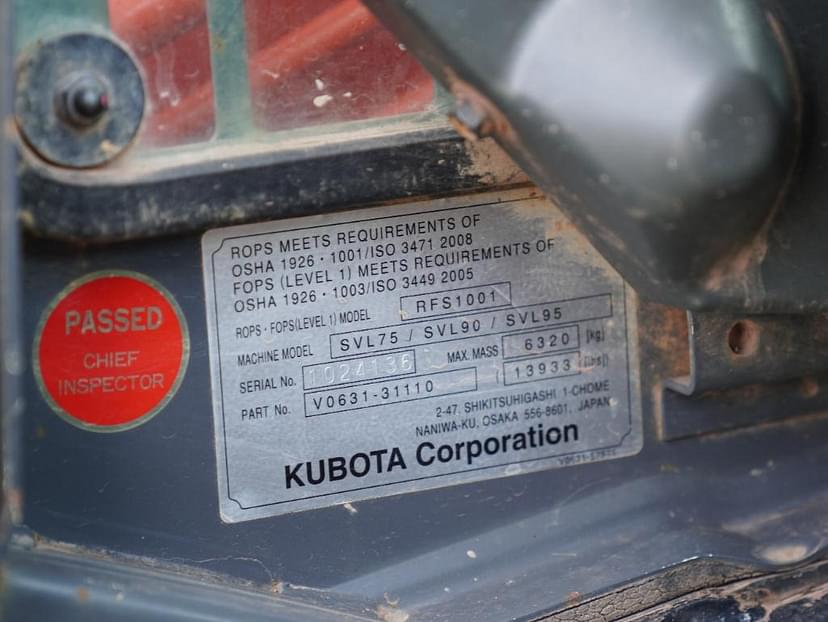 PASSED
CHIEF
INSPECTOR
ROPS MEETS REQUIREMENTS OF
OSHA 1926・1001/ISO 3471 2008
FOPS (LEVEL 1) MEETS REQUIREMENTS OF
OSHA 1926・1003/ISO 3449 2005
ROPS・FOPS(LEVEL 1) MODEL RFS1001
MACHINE MODEL SVL75 / SVL90 / SVL95
SERIAL No. 1024136 MAX. MASS 6320 [kg]
PART No. V0631-31110 13933 [lbs]
2-47, SHIKITSUHIGASHI 1-CHOME
NANIWA-KU, OSAKA 556-8601, JAPAN
KUBOTA Corporation